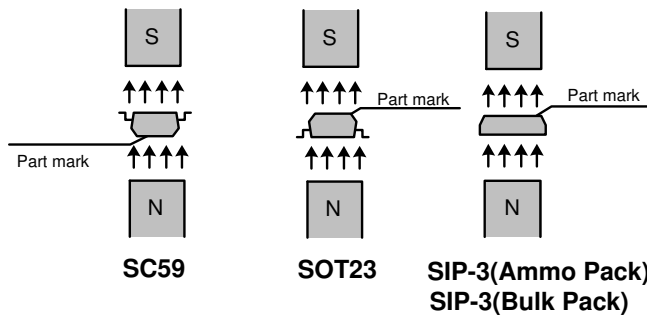 S
S
S
Part mark
Part mark
Part mark
N
N
N
SC59
SOT23
SIP-3(Ammo Pack)
SIP-3(Bulk Pack)